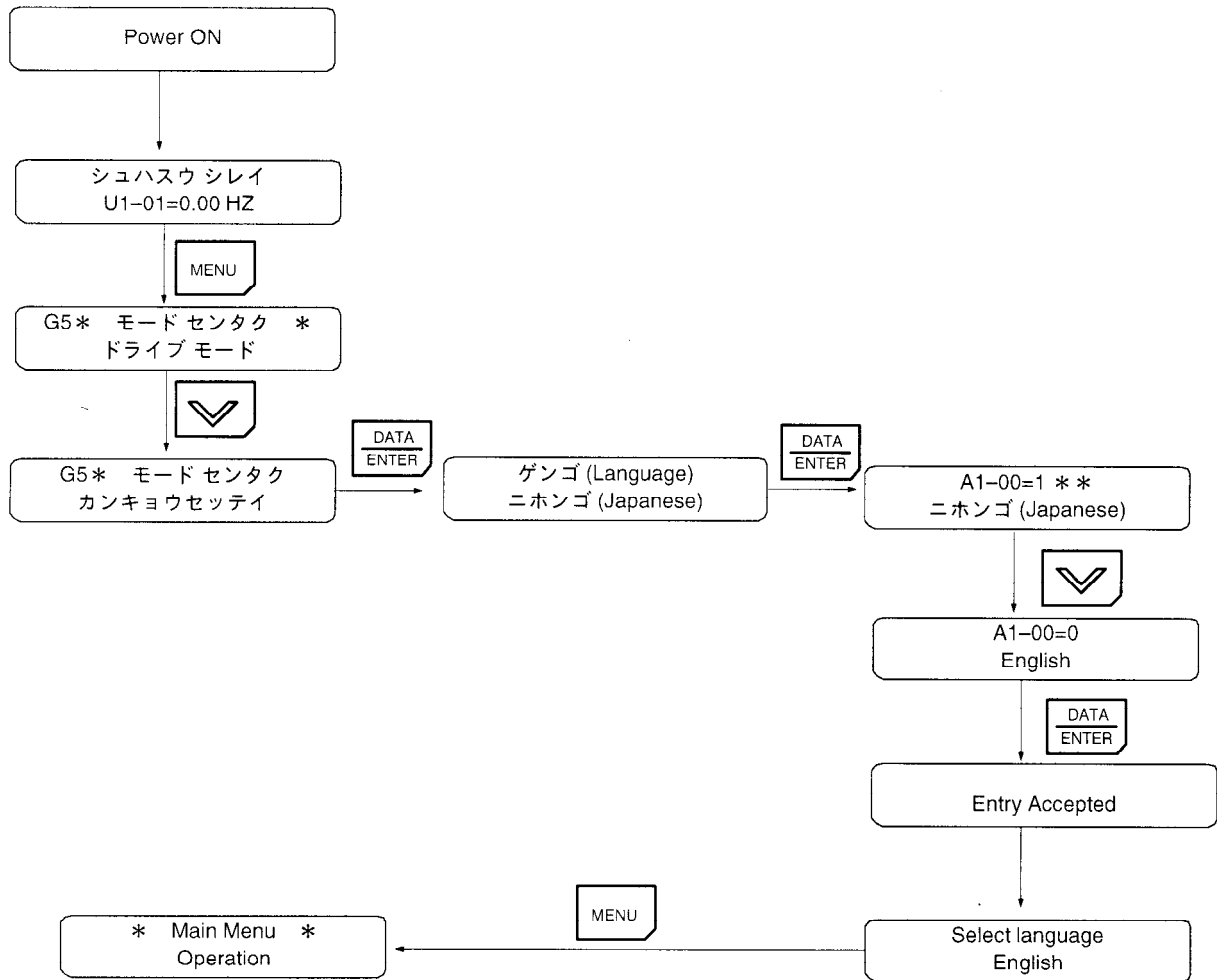 Power ON
シュハスウ シレイ
U1–01=0.00 HZ
MENU
G5＊ モード センタク ＊
ドライブ モード
G5＊ モード センタク
カンキョウセッテイ
DATA
ENTER
ゲンゴ (Language)
ニホンゴ (Japanese)
DATA
ENTER
A1–00=1 ＊＊
ニホンゴ (Japanese)
A1–00=0
English
DATA
ENTER
Entry Accepted
Select language
English
MENU
＊ Main Menu ＊
Operation